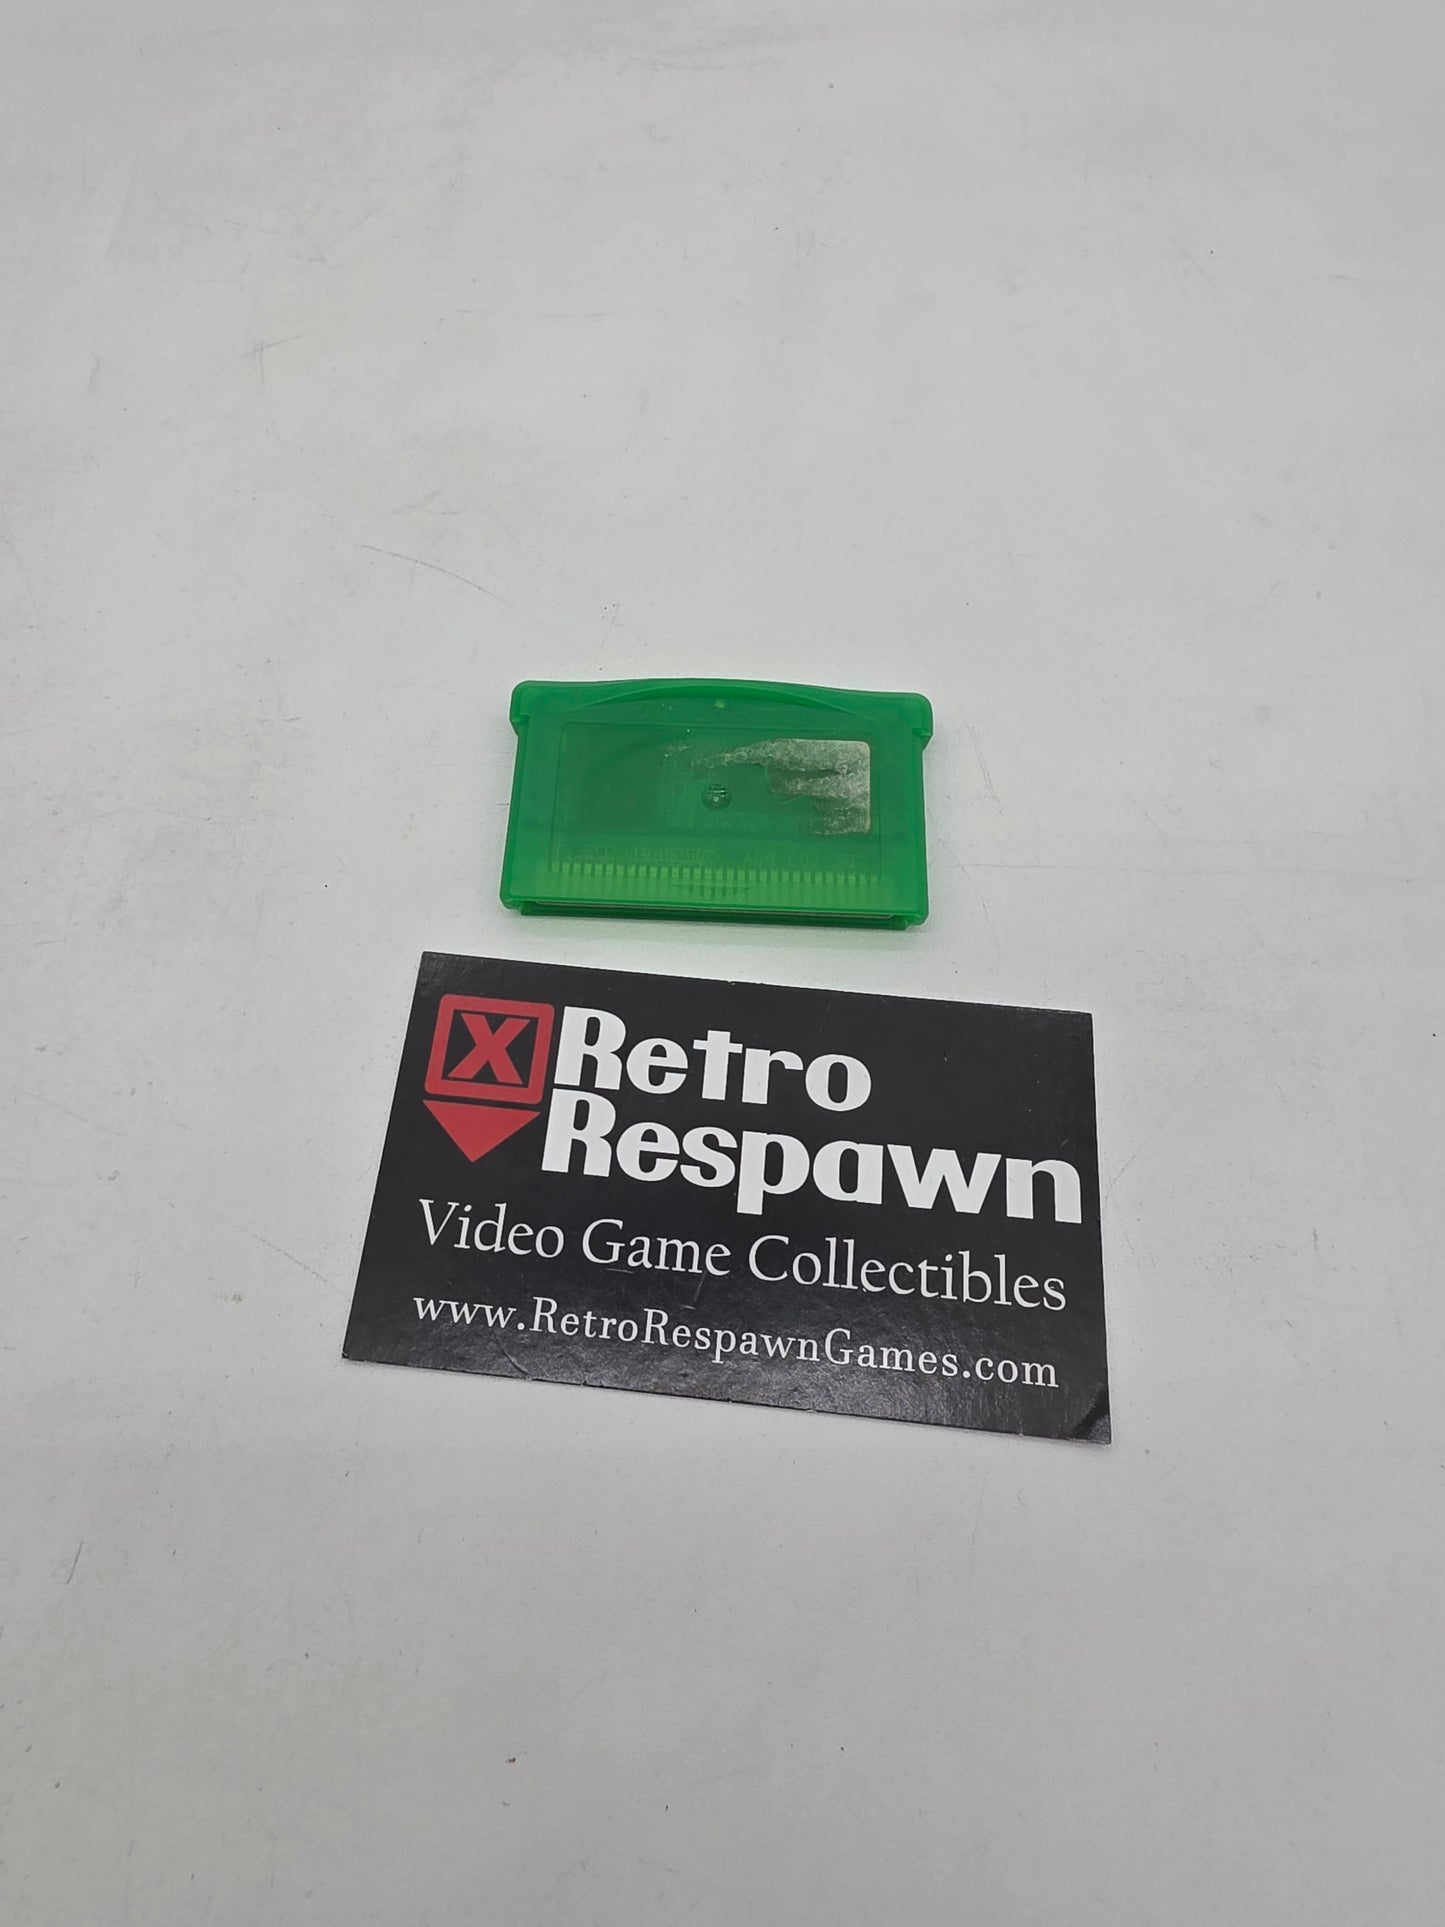 X Retro
Respawn
Video Game Collectibles
www.RetroRespawnGames.com